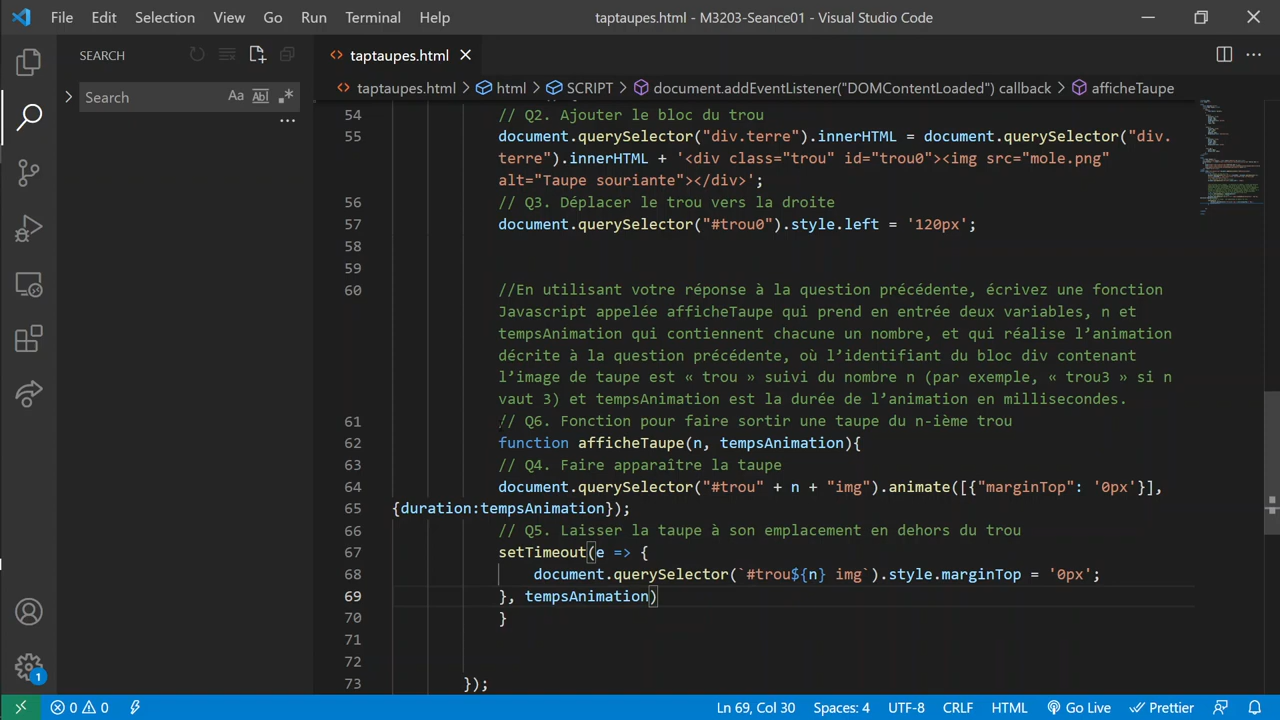 File Edit Selection View Go Run Terminal Help taptaupes.html - M3203-Seance01 - Visual Studio Code
SEARCH
taptaupes.html
Search
Aa Abl
taptaupes.html > html > SCRIPT > document.addEventListener("DOMContentLoaded") callback > afficheTaupe
54 // Q2. Ajouter le bloc du trou
55 document.querySelector("div.terre").innerHTML = document.querySelector("div.
terre").innerHTML + '<div class="trou" id="trou0"><img src="mole.png"
alt="Taupe souriante"></div>';
56 // Q3. Déplacer le trou vers la droite
57 document.querySelector("#trou0").style.left = '120px';
58
59
60 //En utilisant votre réponse à la question précédente, écrivez une fonction
Javascript appelée afficheTaupe qui prend en entrée deux variables, n et
tempsAnimation qui contiennent chacune un nombre, et qui réalise l’animation
décrite à la question précédente, où l’identifiant du bloc div contenant
l’image de taupe est « trou » suivi du nombre n (par exemple, « trou3 » si n
vaut 3) et tempsAnimation est la durée de l’animation en millisecondes.
61 // Q6. Fonction pour faire sortir une taupe du n-ième trou
62 function afficheTaupe(n, tempsAnimation){
63 // Q4. Faire apparaître la taupe
64 document.querySelector("#trou" + n + "img").animate([{"marginTop": '0px'}],
65 {duration:tempsAnimation});
66 // Q5. Laisser la taupe à son emplacement en dehors du trou
67 setTimeout(e => {
68 document.querySelector(`#trou${n} img`).style.marginTop = '0px';
69 }, tempsAnimation)
70 }
71
72
73 });
1
0 0 Ln 69, Col 30 Spaces: 4 UTF-8 CRLF HTML Go Live Prettier